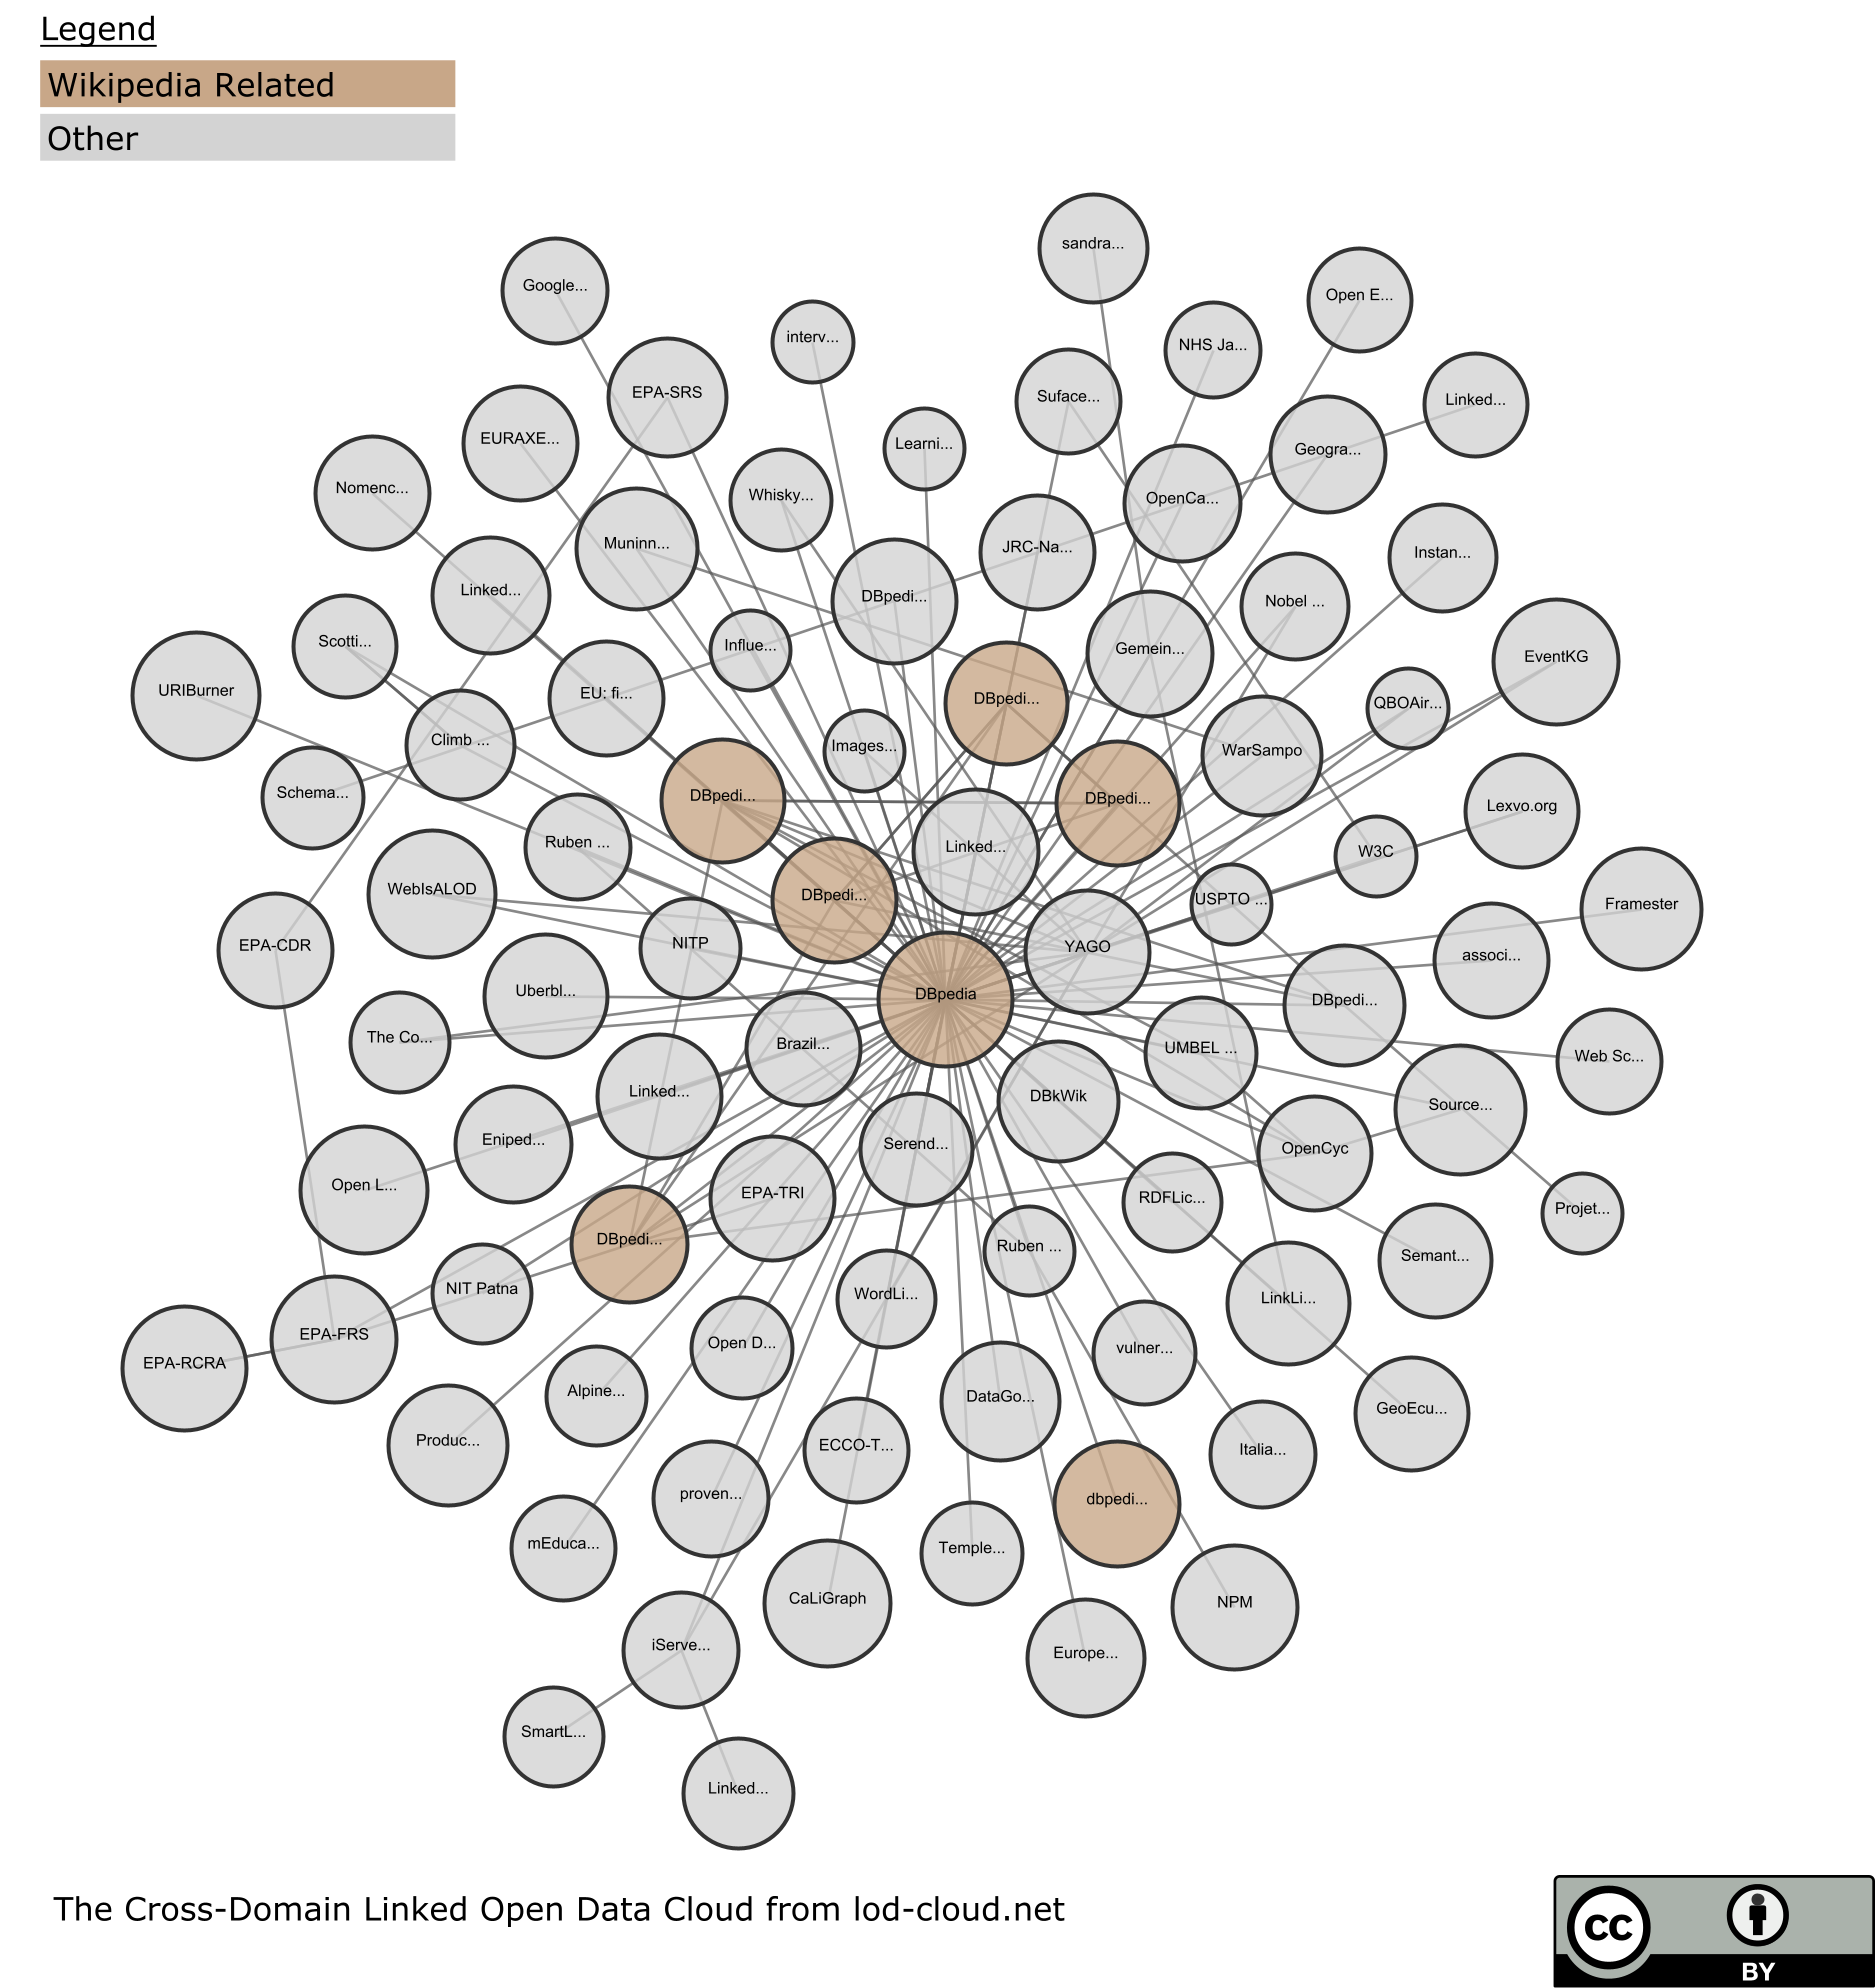 Legend
Wikipedia Related
Other
sandra...
Google...
Open E...
interv...
NHS Ja...
EPA-SRS
Suface...
Linked...
EURAXE...
Learni...
Geogra...
Nomenc...
Whisky...
OpenCa...
Muninn...
JRC-Na...
Instan...
Linked...
DBpedi...
Nobel ...
Scotti...
Influe...
Gemein...
EventKG
URIBurner
EU: fi...
DBpedi...
QBOAir...
Climb ...
Images...
WarSampo
Schema...
DBpedi...
DBpedi...
Lexvo.org
Ruben ...
Linked...
W3C
WebIsALOD
DBpedi...
USPTO ...
Framester
EPA-CDR
NITP
YAGO
associ...
Uberbl...
DBpedia
DBpedi...
The Co...
Brazil...
UMBEL ...
Web Sc...
Linked...
DBkWik
Source...
Eniped...
Serend...
OpenCyc
Open L...
EPA-TRI
RDFLic...
Projet...
DBpedi...
Ruben ...
Semant...
NIT Patna
WordLi...
LinkLi...
EPA-FRS
EPA-RCRA
Open D...
vulner...
Alpine...
DataGo...
GeoEcu...
Produc...
ECCO-T...
Italia...
proven...
dbpedi...
mEduca...
Temple...
CaLiGraph
NPM
iServe...
Europe...
SmartL...
Linked...
The Cross-Domain Linked Open Data Cloud from lod-cloud.net
cc
BY